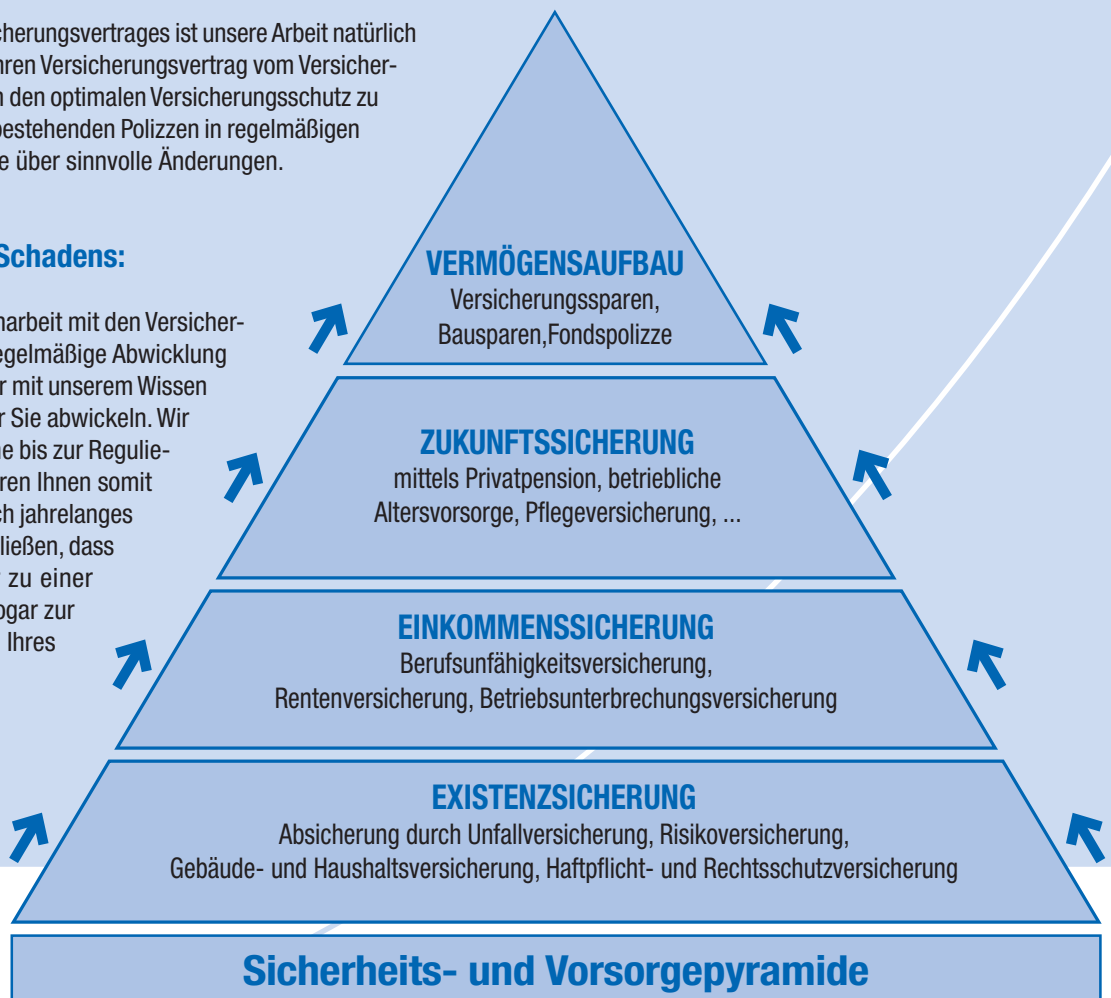 cherungsvertrages ist unsere Arbeit natürlich
hren Versicherungsvertrag vom Versicher-
n den optimalen Versicherungsschutz zu
bestehenden Polizzen in regelmäßigen
e über sinnvolle Änderungen.
Schadens:
narbeit mit den Versicher-
egelmäßige Abwicklung
r mit unserem Wissen
r Sie abwickeln. Wir
ne bis zur Regulie-
ren Ihnen somit
ch jahrelanges
ließen, dass
zu einer
ogar zur
Ihres
VERMÖGENSAUFBAU
Versicherungssparen,
Bausparen,Fondspolizze
ZUKUNFTSSICHERUNG
mittels Privatpension, betriebliche
Altersvorsorge, Pflegeversicherung, ...
EINKOMMENSSICHERUNG
Berufsunfähigkeitsversicherung,
Rentenversicherung, Betriebsunterbrechungsversicherung
EXISTENZSICHERUNG
Absicherung durch Unfallversicherung, Risikoversicherung,
Gebäude- und Haushaltsversicherung, Haftpflicht- und Rechtsschutzversicherung
Sicherheits- und Vorsorgepyramide